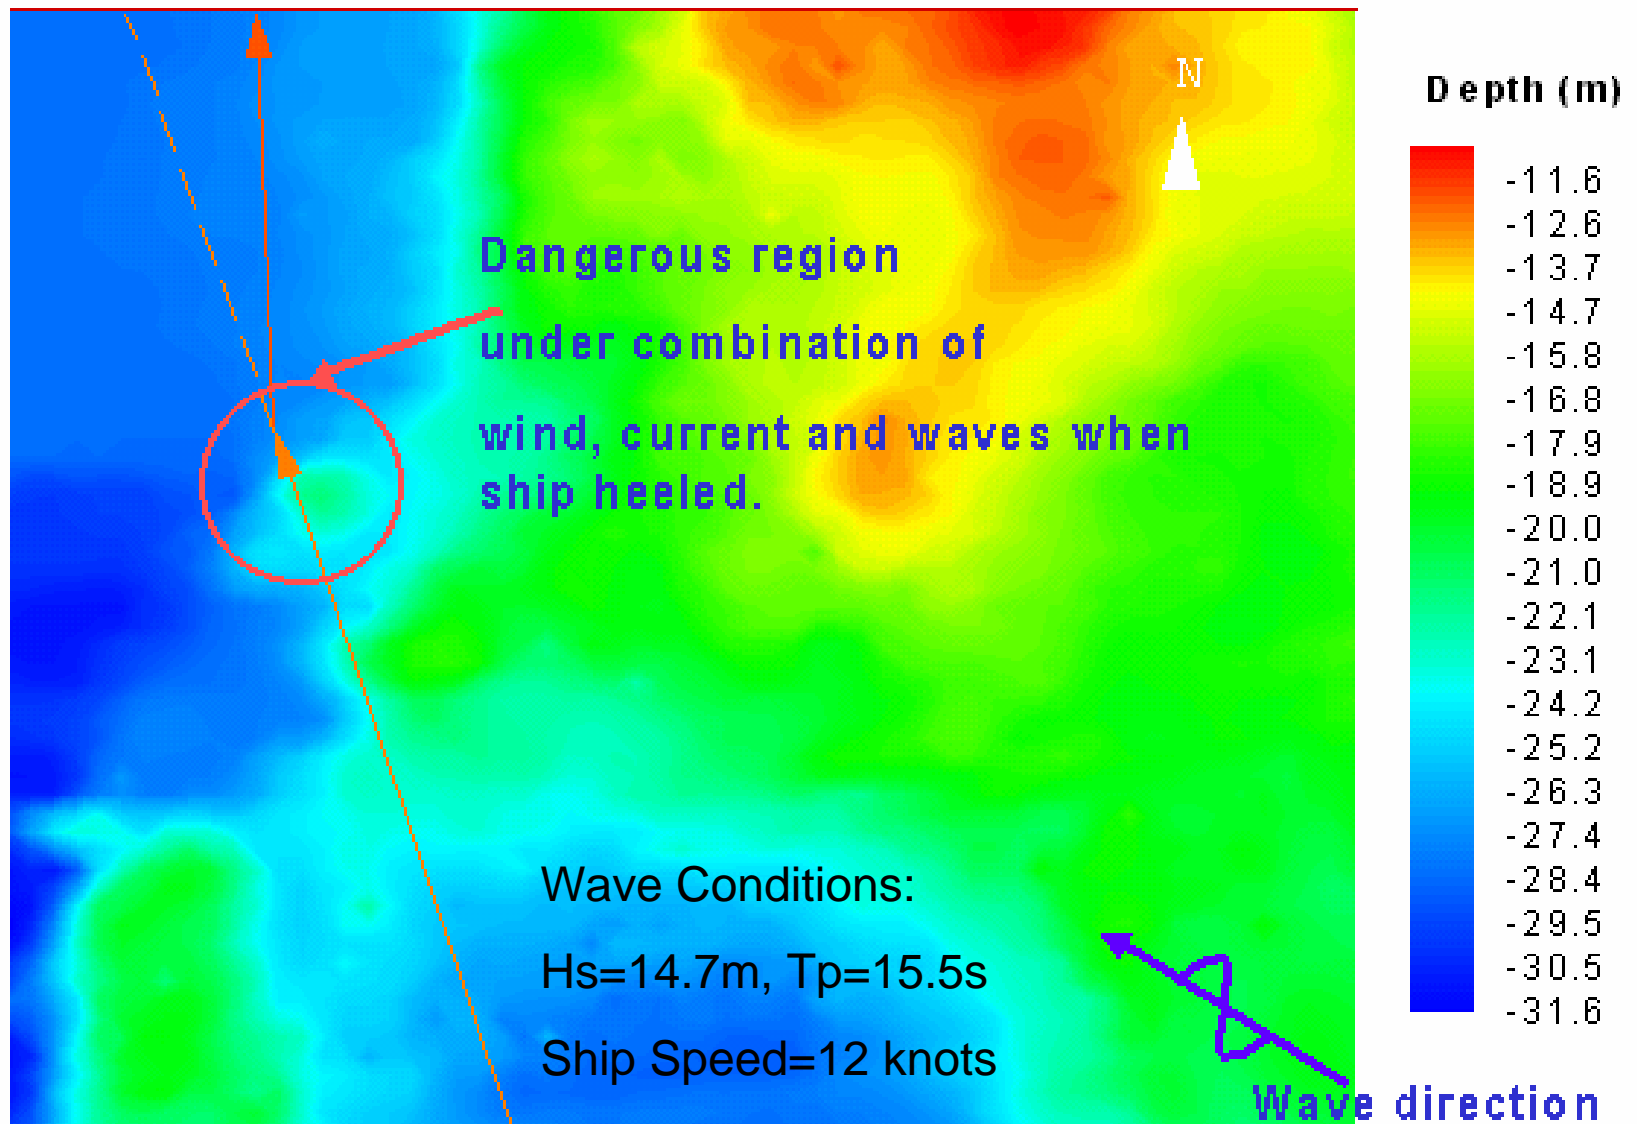 N
Depth (m)
-11.6
-12.6
-13.7
-14.7
-15.8
-16.8
-17.9
-18.9
-20.0
-21.0
-22.1
-23.1
-24.2
-25.2
-26.3
-27.4
-28.4
-29.5
-30.5
-31.6
Dangerous region
under combination of
wind, current and waves when
ship heeled.
Wave Conditions:
Hs=14.7m, Tp=15.5s
Ship Speed=12 knots
Wave direction